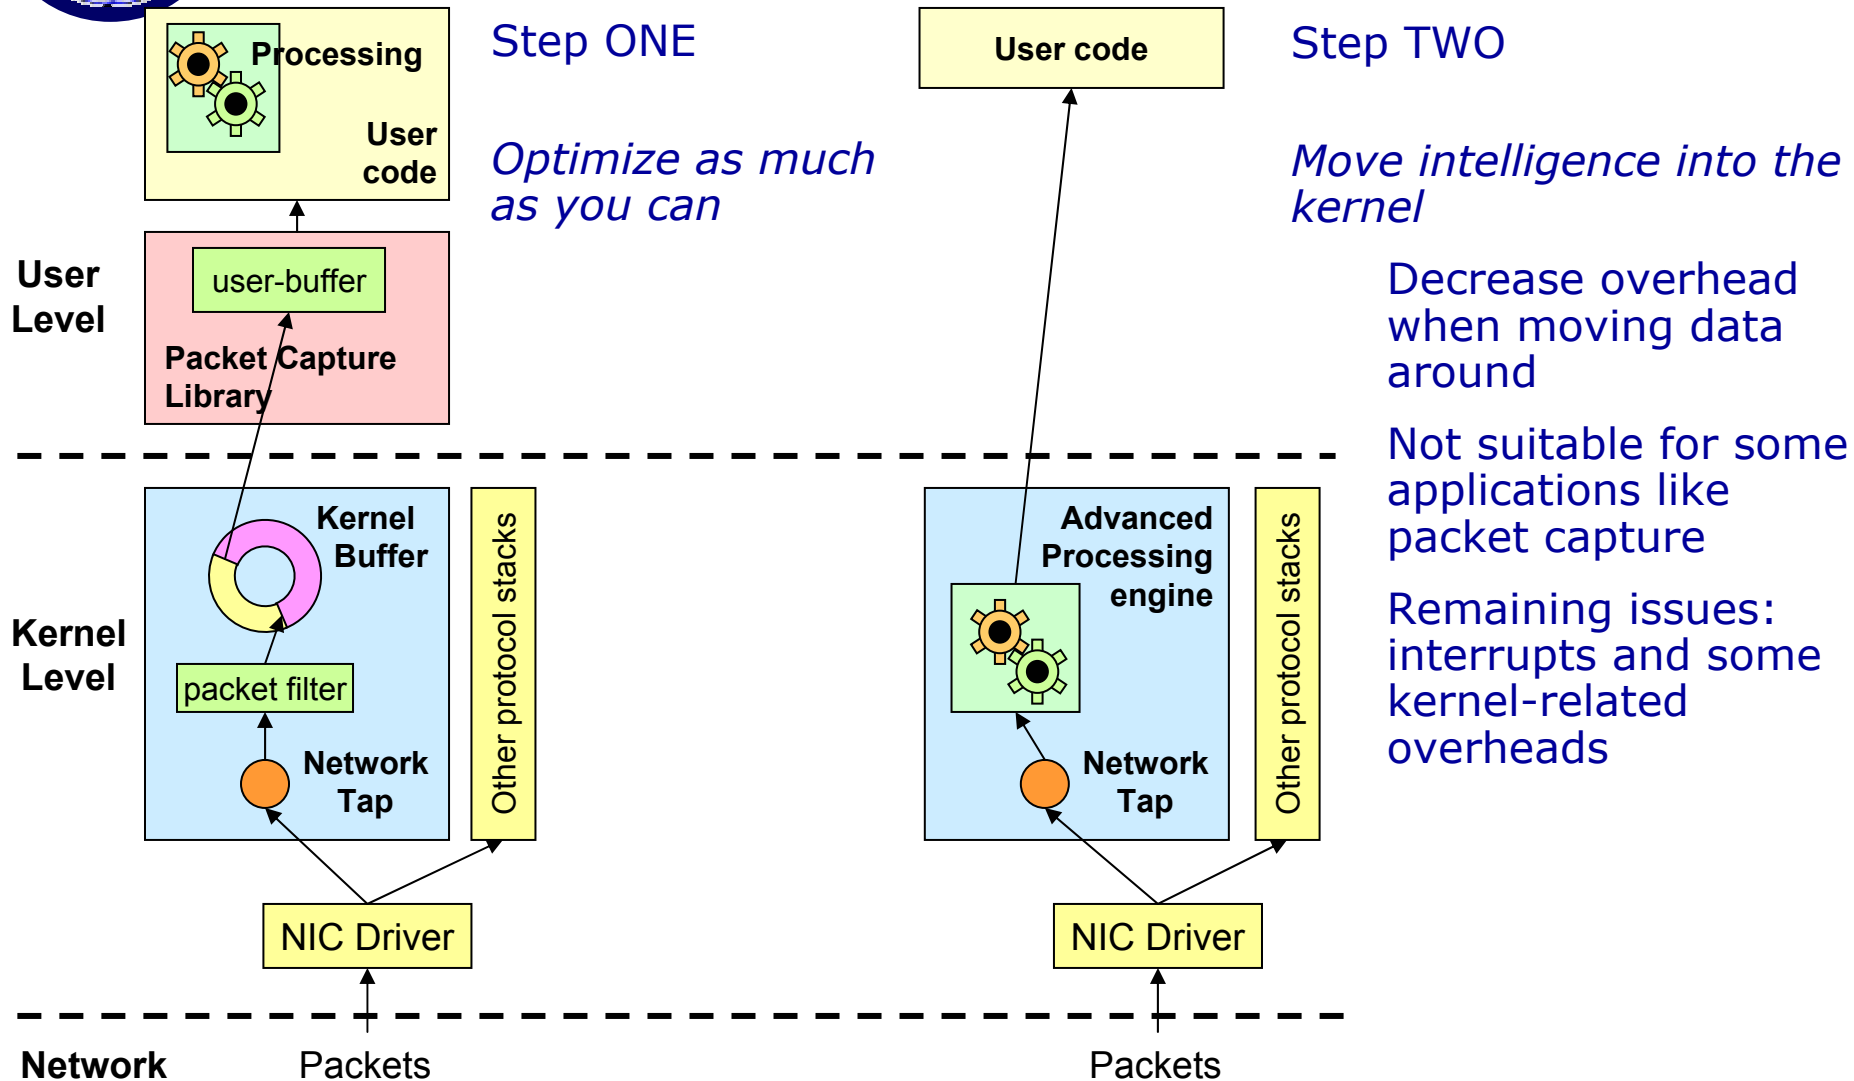 Processing
User
code
Step ONE
Optimize as much
as you can
User code
Step TWO
Move intelligence into the
kernel
Decrease overhead
when moving data
around
Not suitable for some
applications like
packet capture
Remaining issues:
interrupts and some
kernel-related
overheads
User
Level
user-buffer
Packet Capture
Library
Kernel
Level
Kernel
Buffer
packet filter
Network
Tap
Other protocol stacks
NIC Driver
Advanced
Processing
engine
Network
Tap
Other protocol stacks
NIC Driver
Network
Packets
Packets